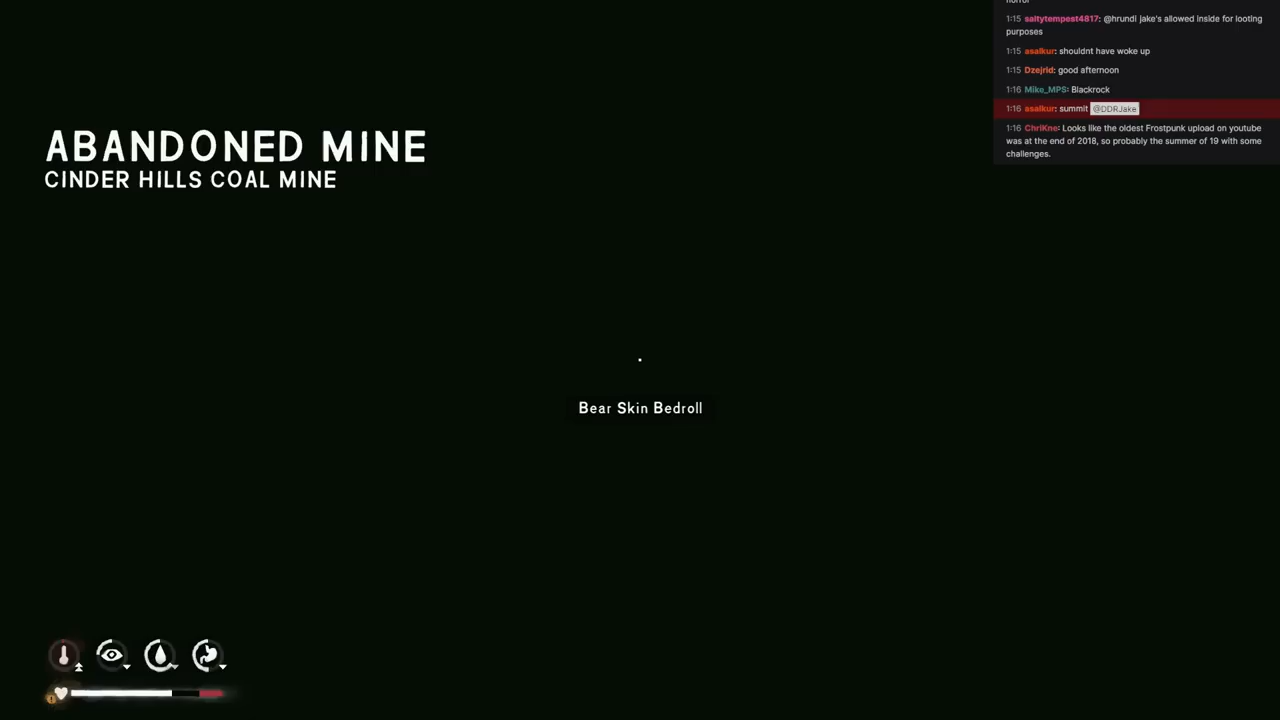 horror
1:15 saltytempest4817: @hrundi jake's allowed inside for looting
purposes
1:15 asalkur: shouldnt have woke up
1:15 Dzejrid: good afternoon
1:16 Mike_MPS: Blackrock
1:16 asalkur: summit @DDRJake
1:16 ChriKne: Looks like the oldest Frostpunk upload on youtube
was at the end of 2018, so probably the summer of 19 with some
challenges.
ABANDONED MINE
CINDER HILLS COAL MINE
Bear Skin Bedroll